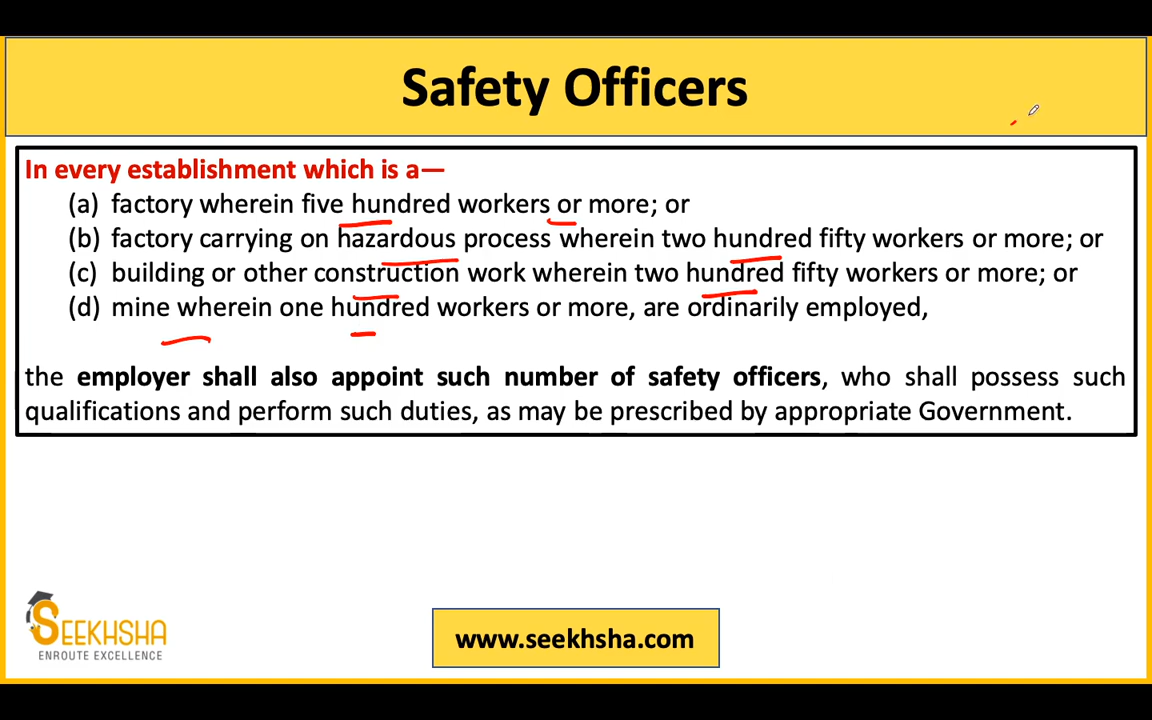 Safety Officers
In every establishment which is a—
(a) factory wherein five hundred workers or more; or
(b) factory carrying on hazardous process wherein two hundred fifty workers or more; or
(c) building or other construction work wherein two hundred fifty workers or more; or
(d) mine wherein one hundred workers or more, are ordinarily employed,
the employer shall also appoint such number of safety officers, who shall possess such
qualifications and perform such duties, as may be prescribed by appropriate Government.
SEEKHSHA
ENROUTE EXCELLENCE
www.seekhsha.com